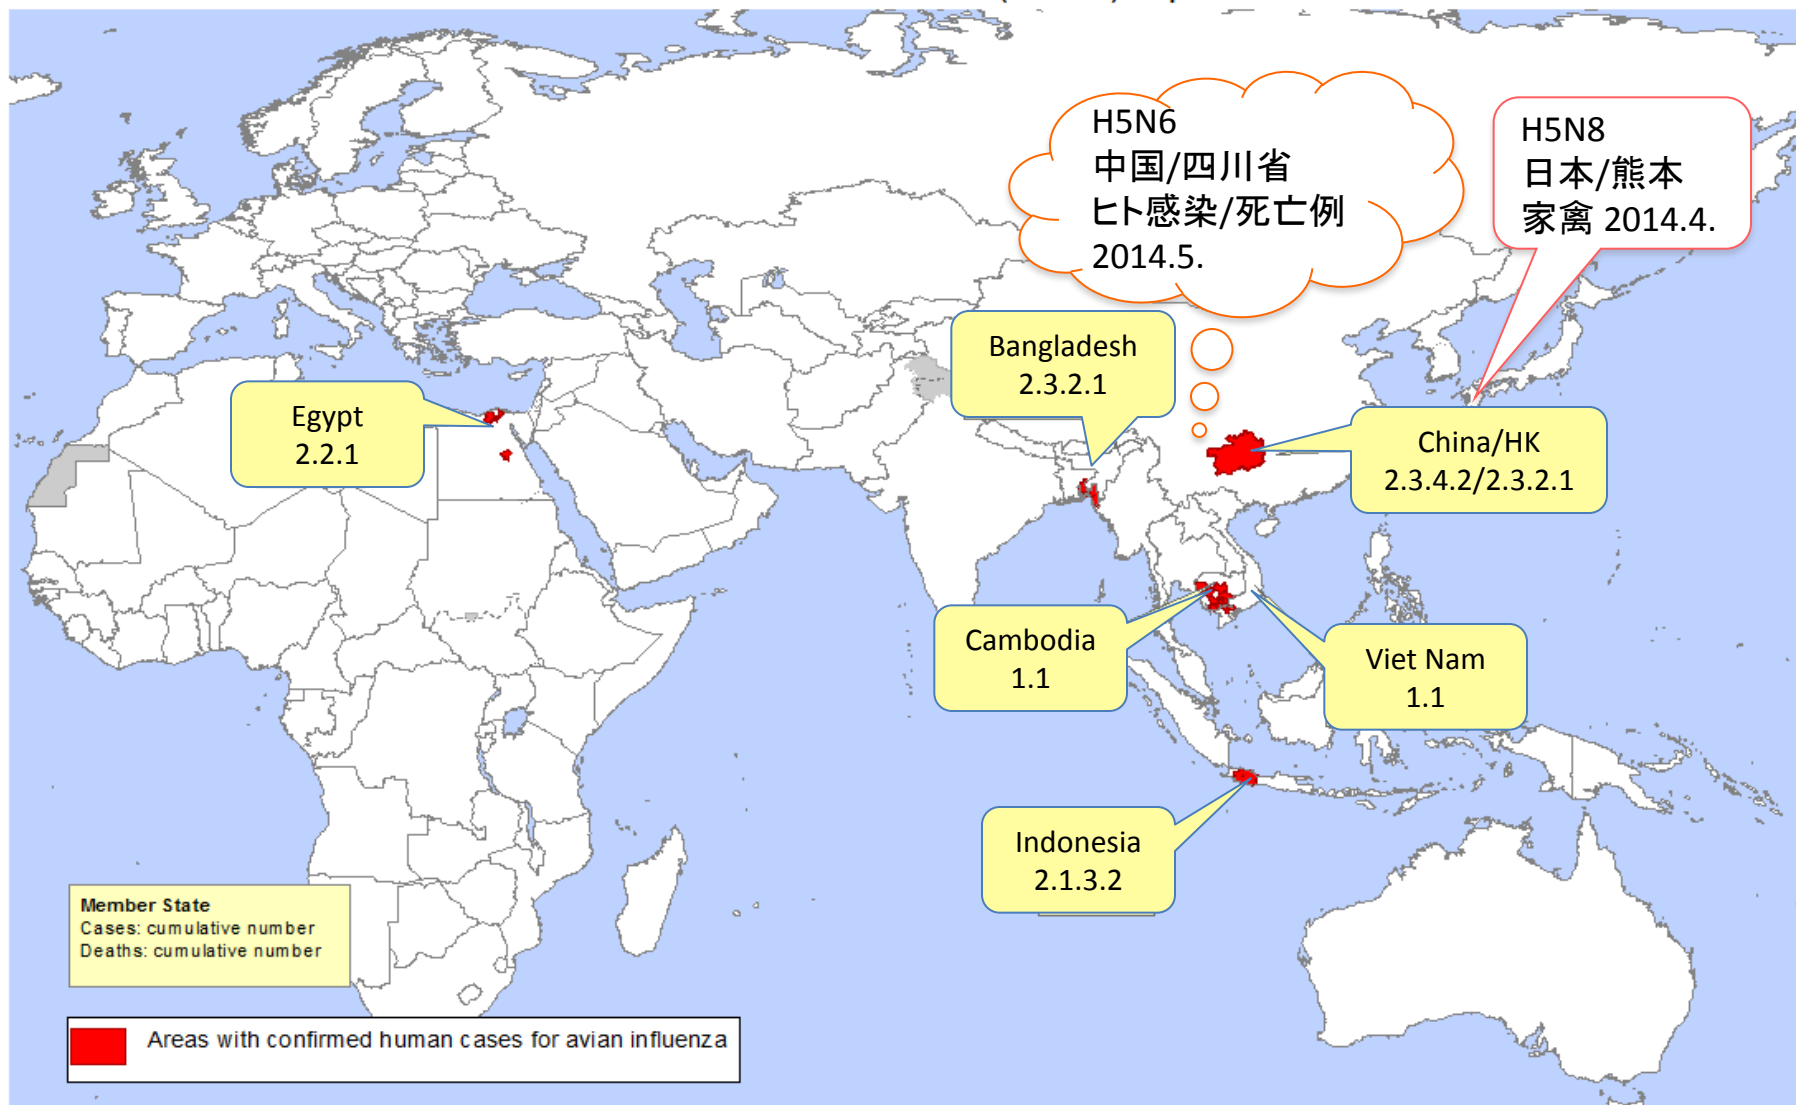 H5N6
中国/四川省
ヒト感染/死亡例
2014.5.
H5N8
日本/熊本
家禽 2014.4.
Bangladesh
2.3.2.1
Egypt
2.2.1
China/HK
2.3.4.2/2.3.2.1
Cambodia
1.1
Viet Nam
1.1
Indonesia
2.1.3.2
Member State
Cases: cumulative number
Deaths: cumulative number
Areas with confirmed human cases for avian influenza